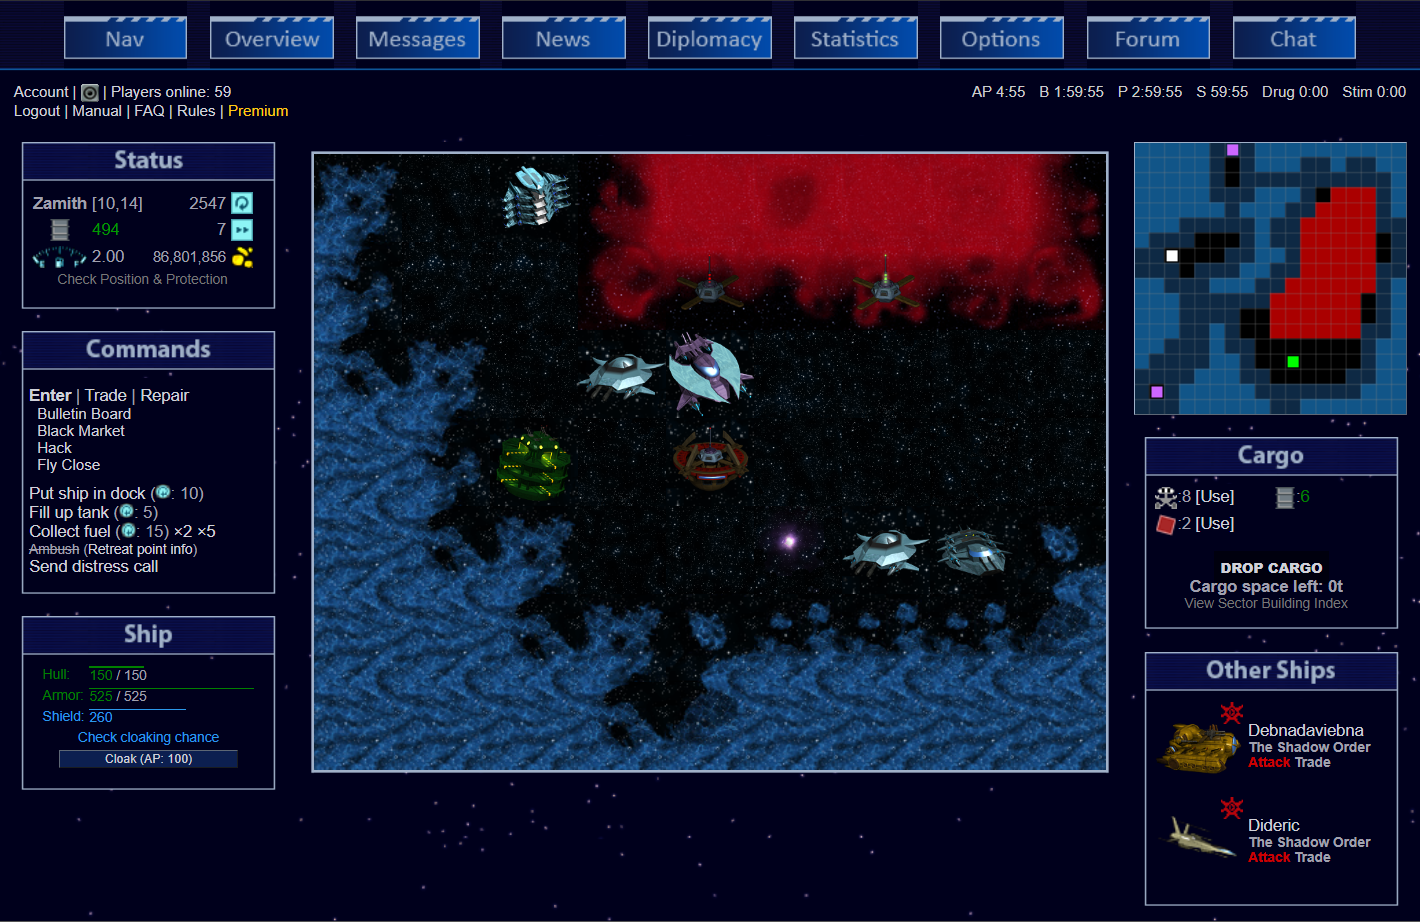 Nav Overview Messages News Diplomacy Statistics Options Forum Chat
Account | | Players online: 59
AP 4:55 B 1:59:55 P 2:59:55 S 59:55 Drug 0:00 Stim 0:00
Logout | Manual | FAQ | Rules | Premium
Status
Zamith [10,14] 2547
494 7
2.00 86,801,856
Check Position & Protection
Commands
Enter | Trade | Repair
Bulletin Board
Black Market
Hack
Fly Close
Put ship in dock ( : 10)
Fill up tank ( : 5)
Collect fuel ( : 15) ×2 ×5
Ambush (Retreat point info)
Send distress call
Ship
Hull: 150 / 150
Armor: 525 / 525
Shield: 260
Check cloaking chance
Cloak (AP: 100)
Cargo
:8 [Use] :6
:2 [Use]
DROP CARGO
Cargo space left: 0t
View Sector Building Index
Other Ships
Debnadaviebna
The Shadow Order
Attack Trade
Dideric
The Shadow Order
Attack Trade